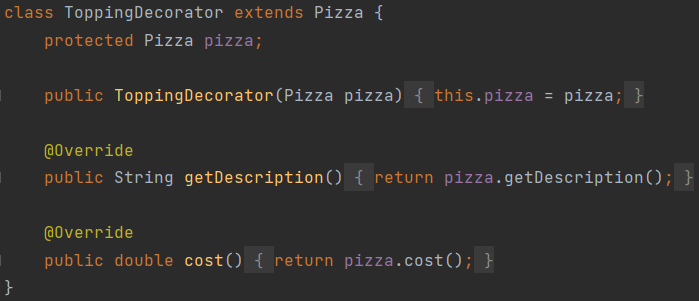 class ToppingDecorator extends Pizza {
    protected Pizza pizza;

    public ToppingDecorator(Pizza pizza) { this.pizza = pizza; }

    @Override
    public String getDescription() { return pizza.getDescription(); }

    @Override
    public double cost() { return pizza.cost(); }
}